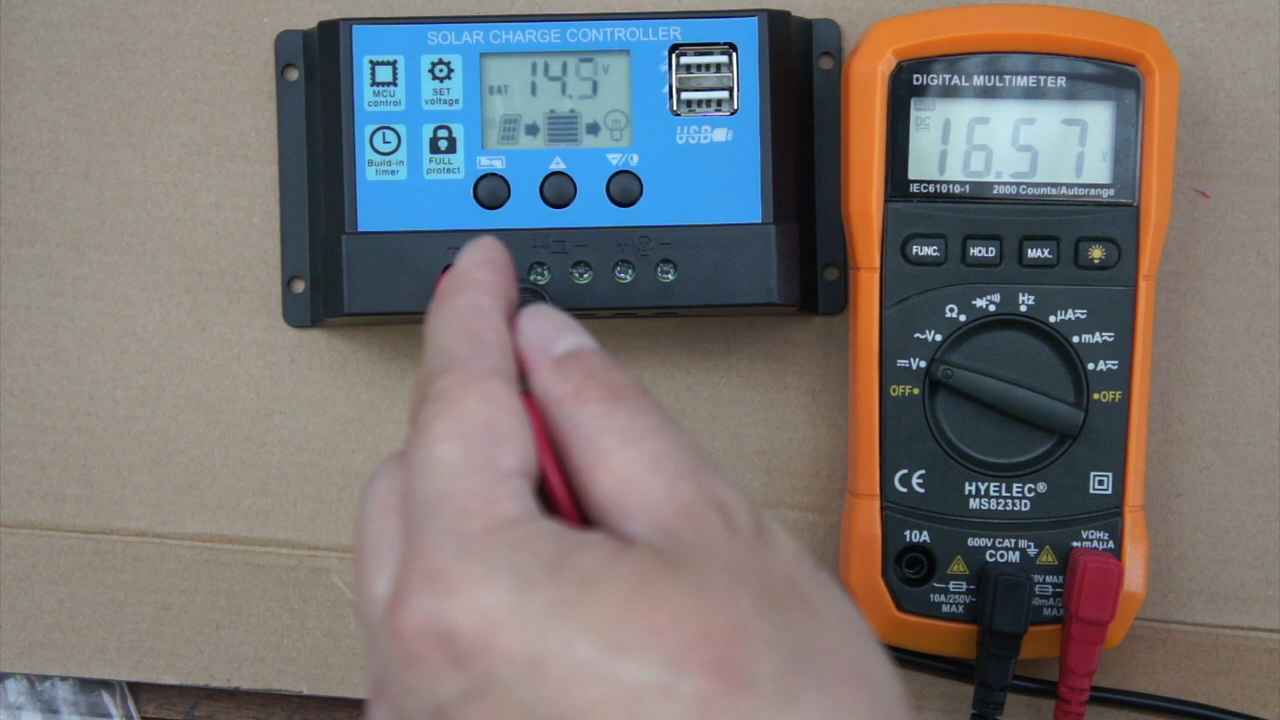 SOLAR CHARGE CONTROLLER
MCU
control
SET
voltage
Build-in
timer
FULL
protect
BAT
14.9
V
USB
DIGITAL MULTIMETER
DC
16.57
V
IEC61010-1
2000 Counts/Autorange
FUNC.
HOLD
MAX.
Hz
Ω
µA
~V
mA
V
A
OFF
OFF
CE
HYELEC®
MS8233D
10A
600V CAT III
COM
VΩHz
mAµA
10A/250V~
MAX
MAX